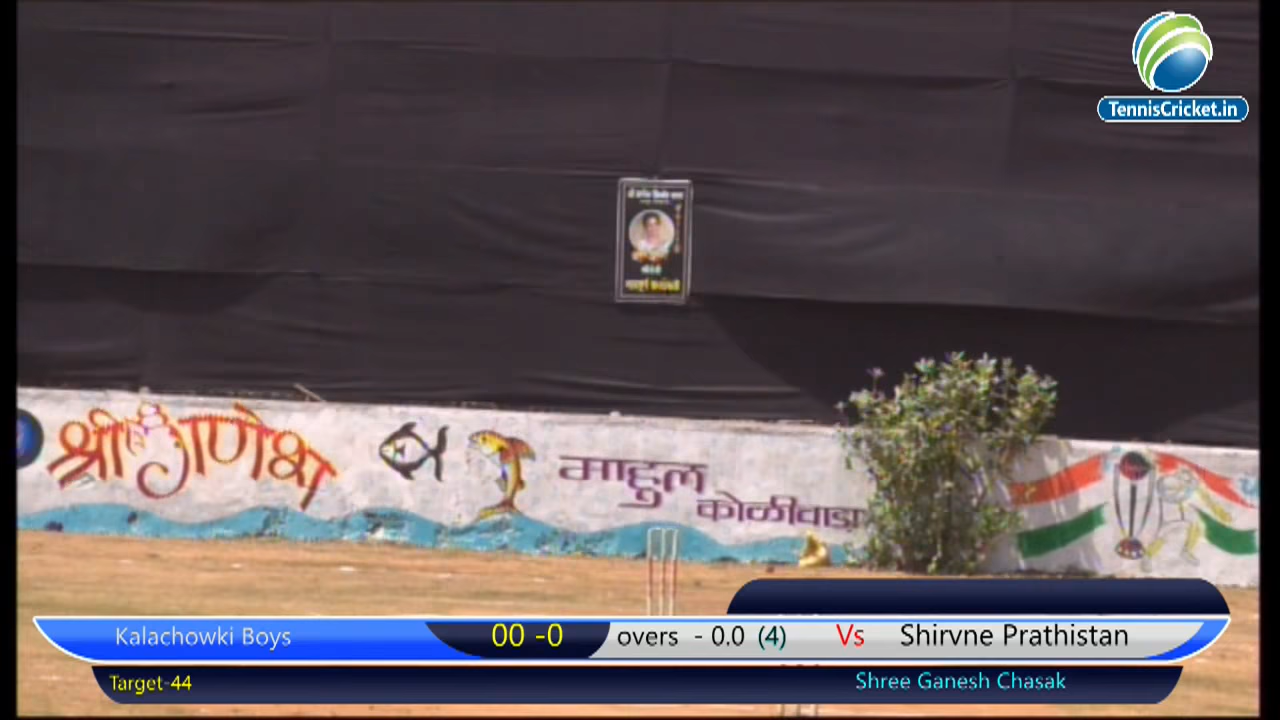 TennisCricket.in
श्री गणेश
माहुल
कोळीवाडा
Kalachowki Boys 00 -0 overs - 0.0 (4) Vs Shirvne Prathistan
Target-44 Shree Ganesh Chasak